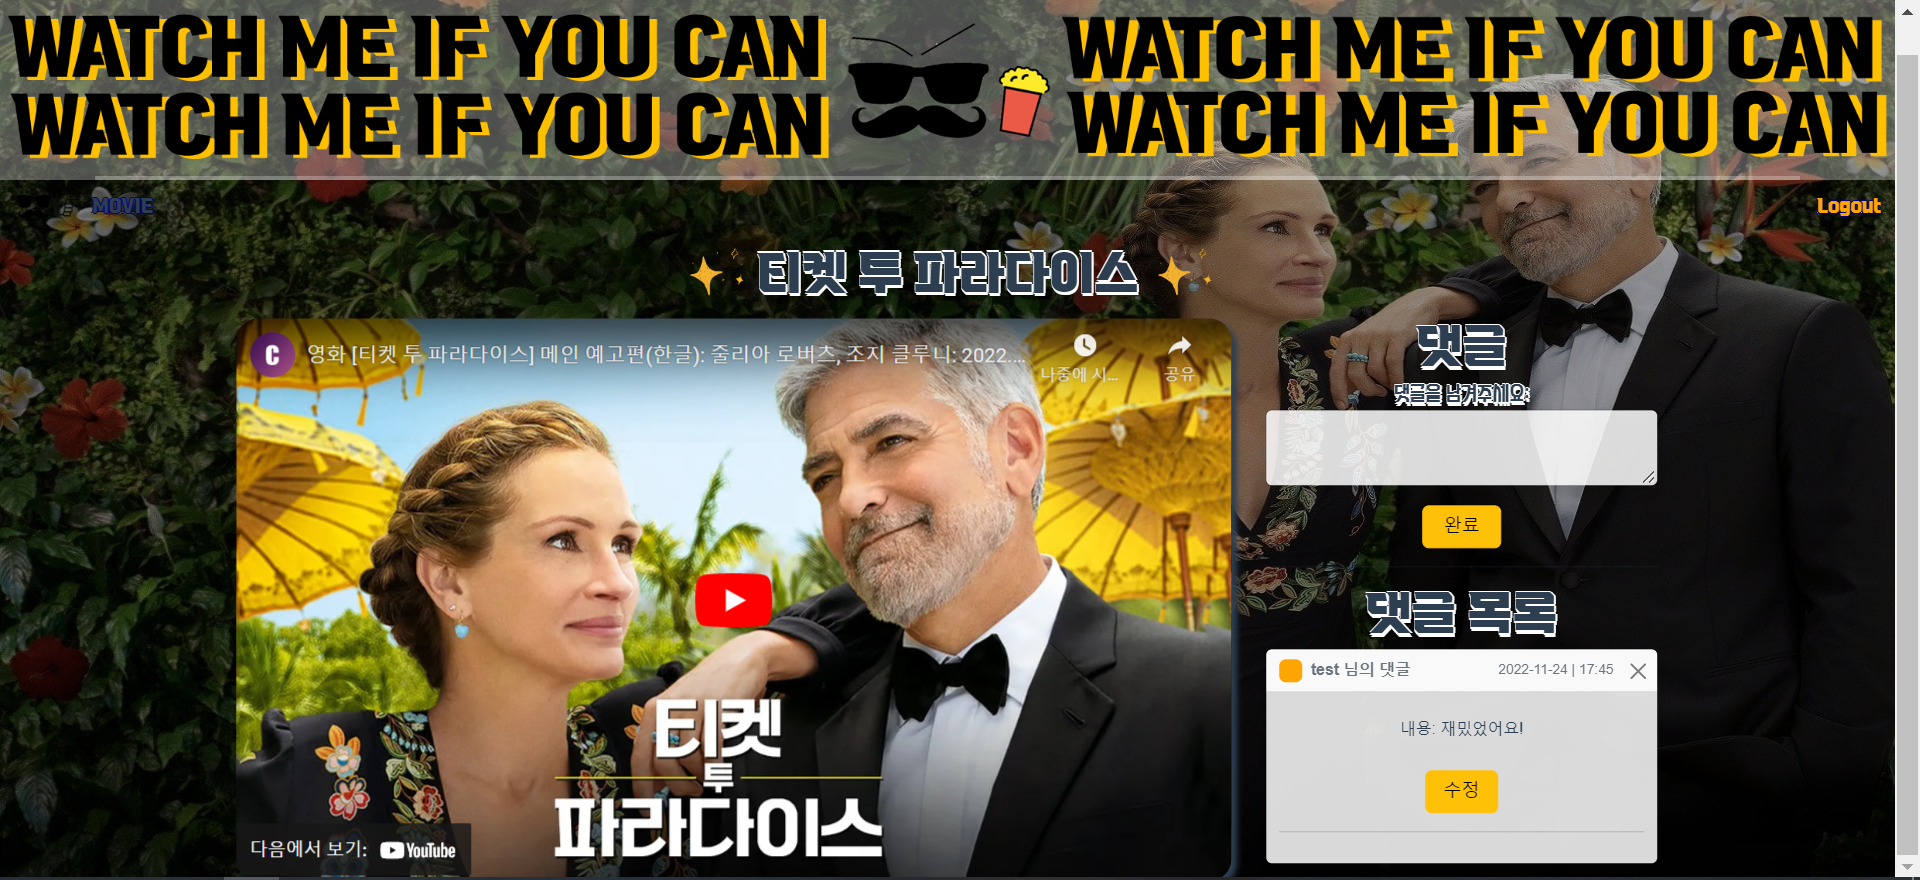 WATCH ME IF YOU CAN WATCH ME IF YOU CAN
WATCH ME IF YOU CAN WATCH ME IF YOU CAN
MOVIE
Logout
티켓 투 파라다이스
C 영화 [티켓 투 파라다이스] 메인 예고편(한글): 줄리아 로버츠, 조지 클루니: 2022....
나중에 시...
공유
티켓
투
파라다이스
다음에서 보기: YouTube
댓글
댓글을 남겨주세요:
완료
댓글 목록
test 님의 댓글 2022-11-24 | 17:45
내용: 재밌었어요!
수정